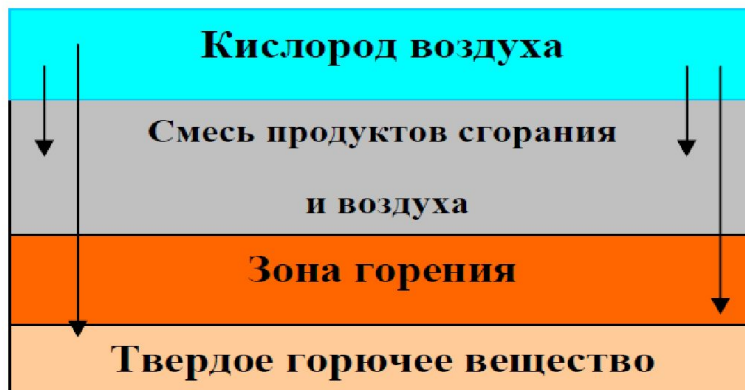 Кислород воздуха
Смесь продуктов сгорания
и воздуха
Зона горения
Твердое горючее вещество